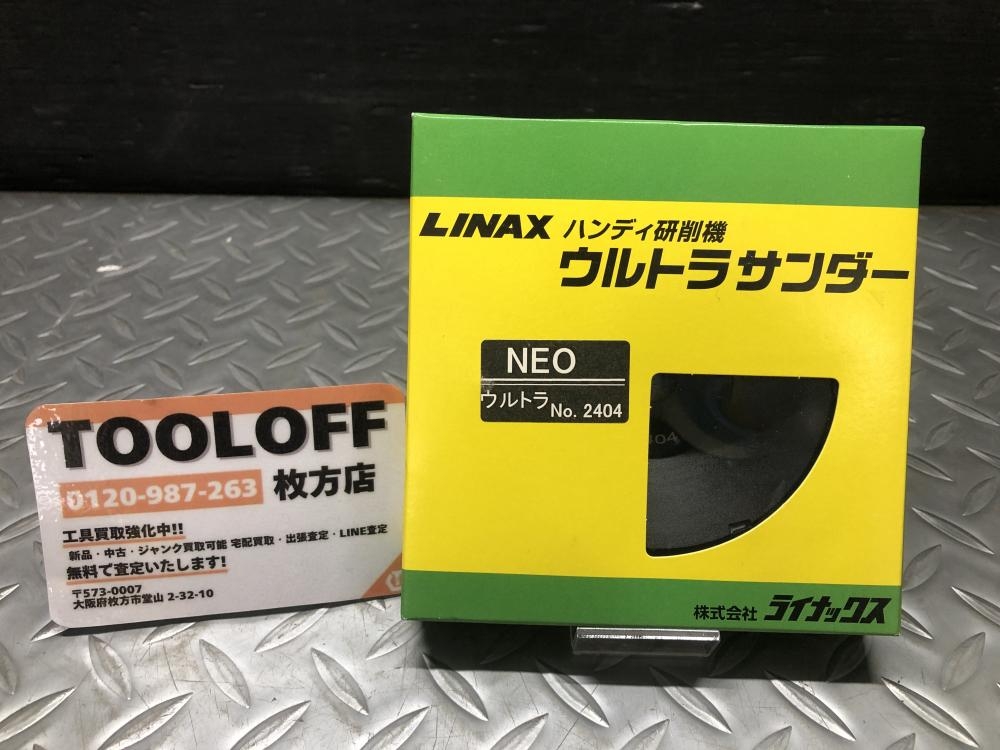 LINAX ハンディ研削機
ウルトラサンダー
NEO
ウルトラ No. 2404
404
株式会社 ライナックス
TOOLOFF
0120-987-263 枚方店
工具買取強化中!!
新品・中古・ジャンク買取可能 宅配買取・出張査定・LINE査定
無料で査定いたします!
〒573-0007
大阪府枚方市堂山 2-32-10